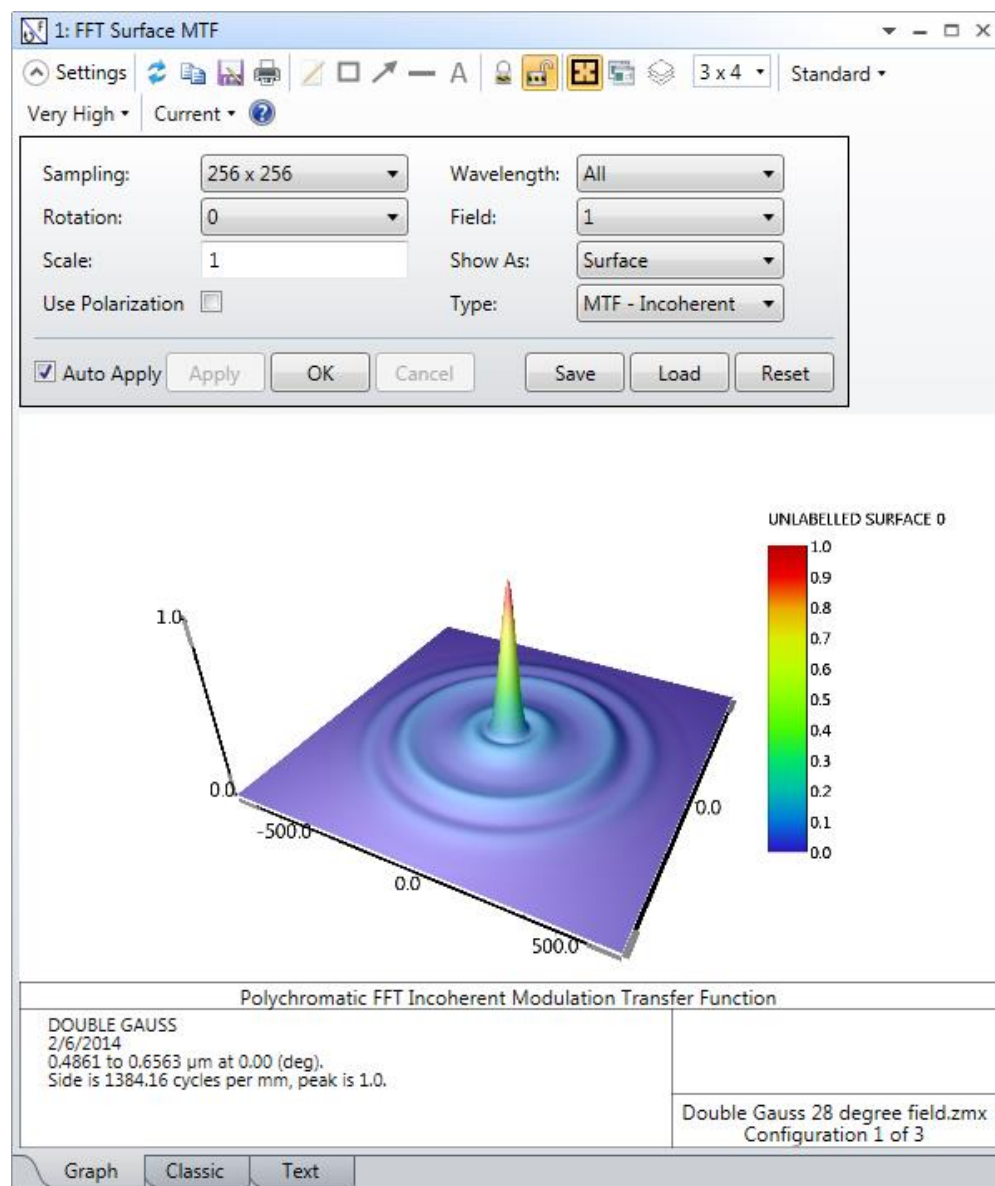 1: FFT Surface MTF
Settings
A
3 x 4
Standard
Very High
Current
Sampling:
256 x 256
Wavelength:
All
Rotation:
0
Field:
1
Scale:
1
Show As:
Surface
Use Polarization
Type:
MTF - Incoherent
Auto Apply
Apply
OK
Cancel
Save
Load
Reset
UNLABELLED SURFACE 0
1.0
0.9
0.8
0.7
0.6
0.5
0.4
0.3
0.2
0.1
0.0
1.0
0.0
-500.0
0.0
500.0
0.0
Polychromatic FFT Incoherent Modulation Transfer Function
DOUBLE GAUSS
2/6/2014
0.4861 to 0.6563 µm at 0.00 (deg).
Side is 1384.16 cycles per mm, peak is 1.0.
Double Gauss 28 degree field.zmx
Configuration 1 of 3
Graph
Classic
Text